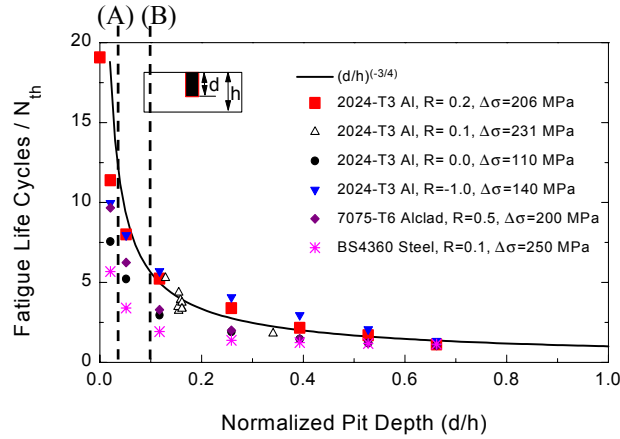 (A) (B)
20
15
10
5
0
Fatigue Life Cycles / N_th
d
h
(d/h)^(-3/4)
2024-T3 Al, R= 0.2, Δσ=206 MPa
2024-T3 Al, R= 0.1, Δσ=231 MPa
2024-T3 Al, R= 0.0, Δσ=110 MPa
2024-T3 Al, R=-1.0, Δσ=140 MPa
7075-T6 Alclad, R=0.5, Δσ=200 MPa
BS4360 Steel, R=0.1, Δσ=250 MPa
0.0 0.2 0.4 0.6 0.8 1.0
Normalized Pit Depth (d/h)